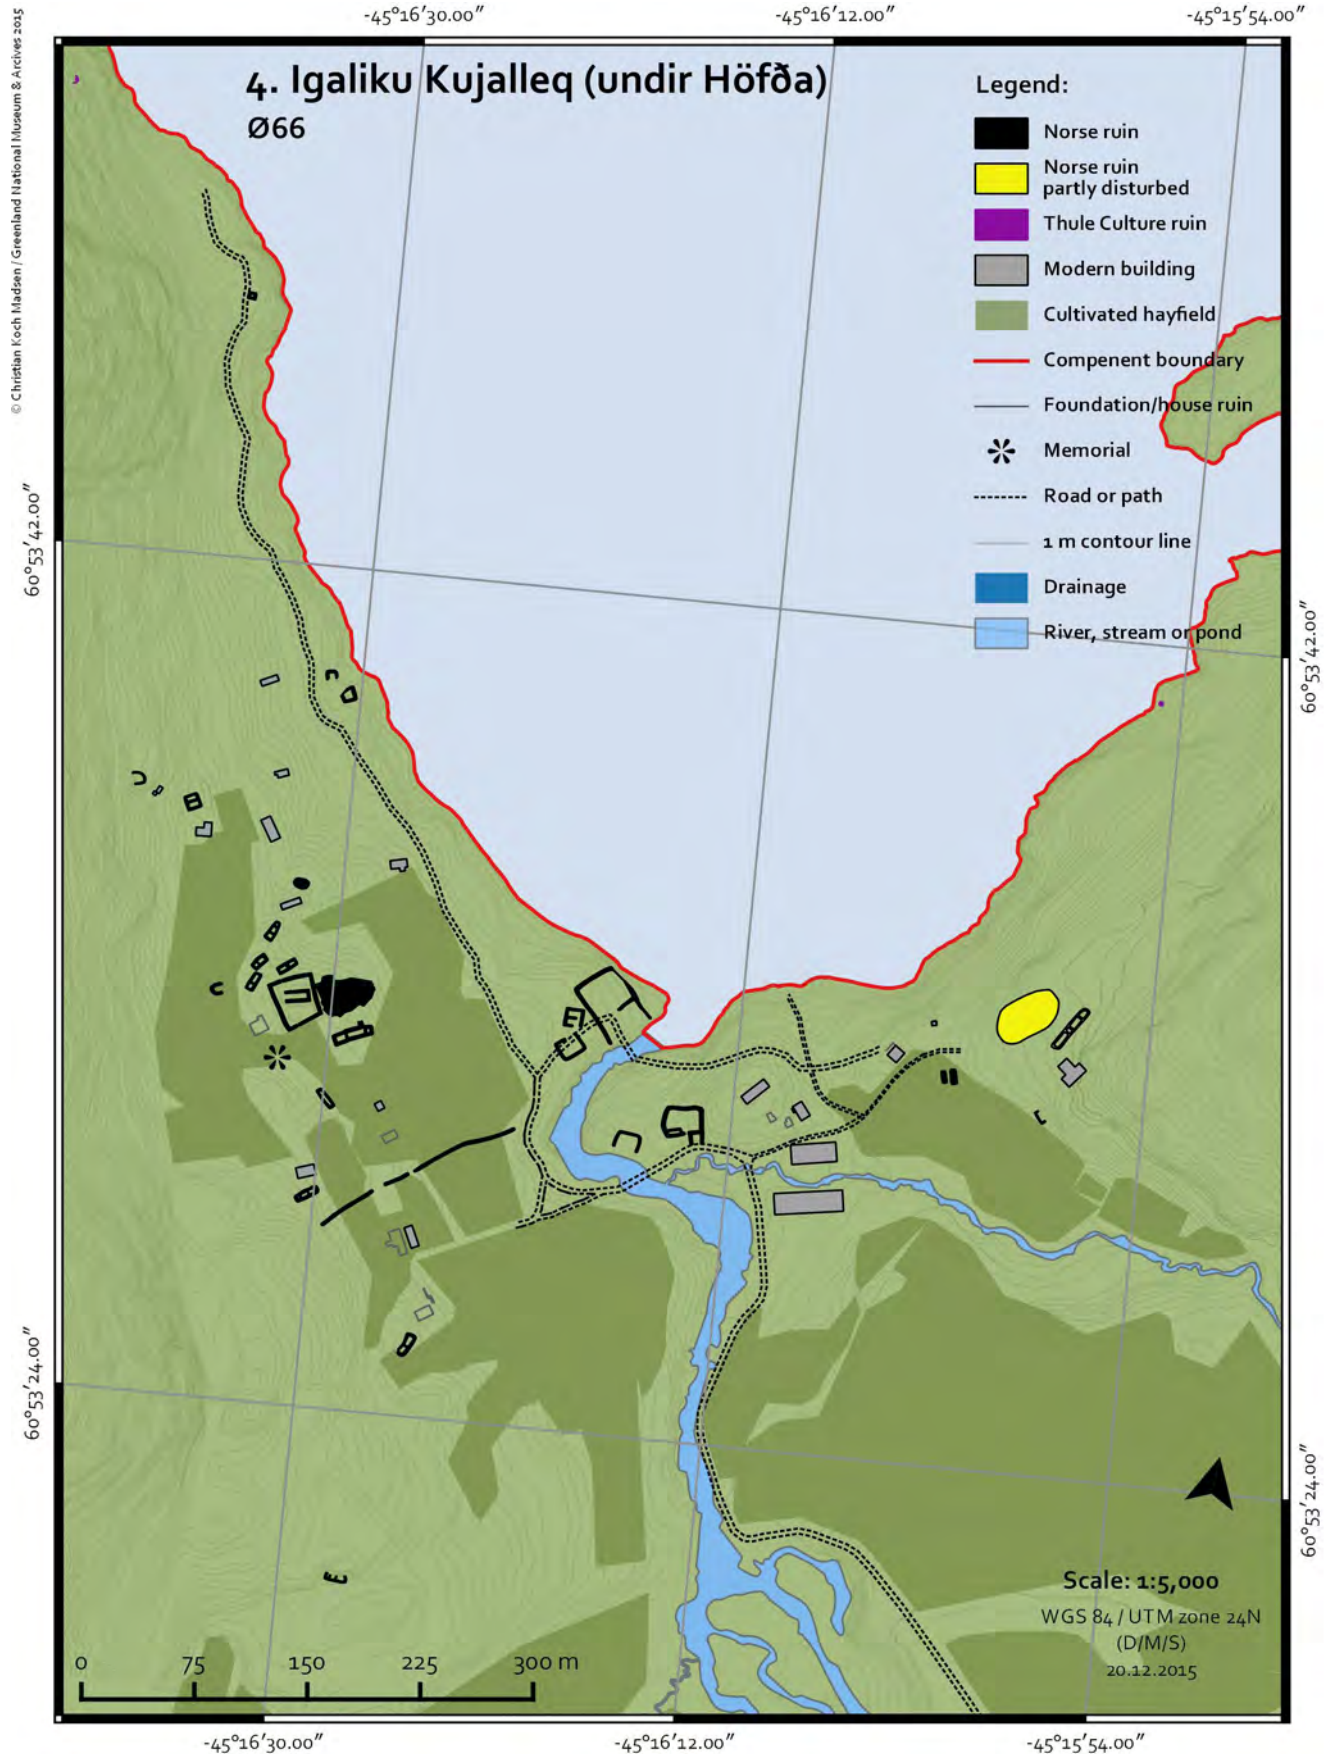 -45°16'30.00"
-45°16'12.00"
-45°15'54.00"
© Christian Koch Madsen / Greenland National Museum & Arcives 2015
4. Igaliku Kujalleq (undir Höfða)
Ø66
Legend:
Norse ruin
Norse ruin
partly disturbed
Thule Culture ruin
Modern building
Cultivated hayfield
Compenent boundary
Foundation/house ruin
Memorial
Road or path
1 m contour line
Drainage
River, stream or pond
60°53'42.00"
60°53'42.00"
60°53'24.00"
60°53'24.00"
Scale: 1:5,000
WGS 84 / UTM zone 24N
(D/M/S)
20.12.2015
0 75 150 225 300 m
-45°16'30.00"
-45°16'12.00"
-45°15'54.00"